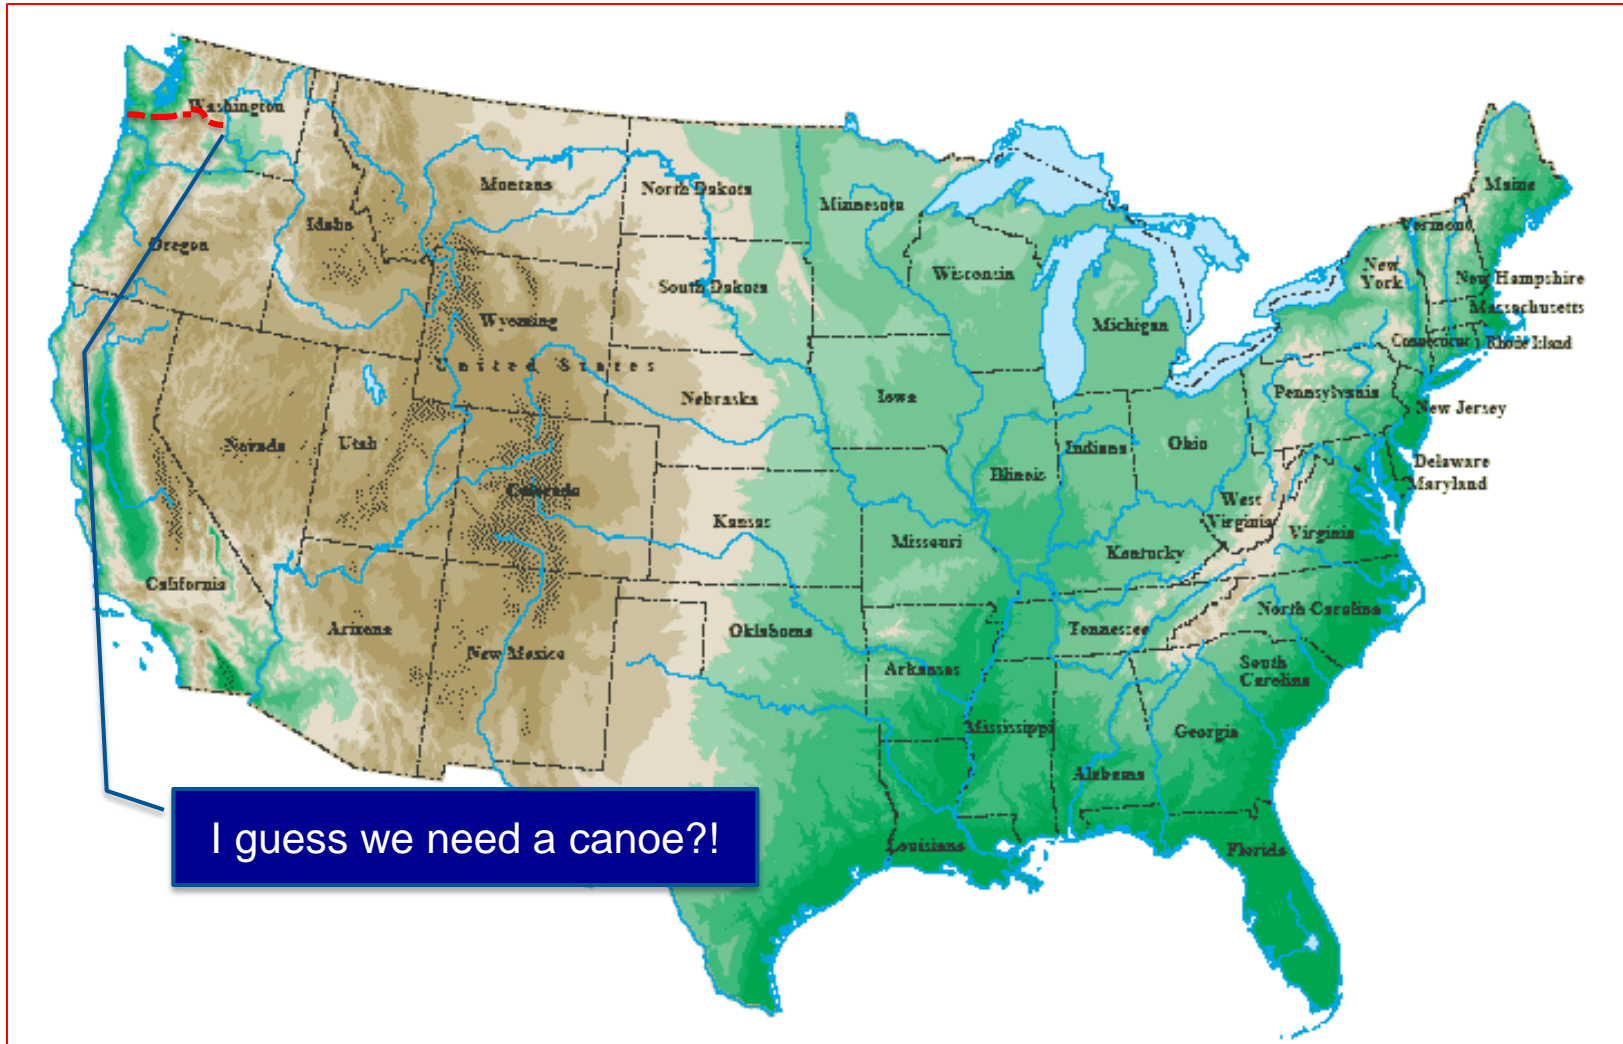 Washington
Montana
North Dakota
Minnesota
Maine
Vermont
Idaho
Oregon
New
York
New Hampshire
Wisconsin
South Dakota
Massachusetts
Wyoming
Michigan
Connecticut
Rhode Island
United States
Nebraska
Iowa
Pennsylvania
New Jersey
Nevada
Utah
Illinois
Indiana
Ohio
Delaware
Maryland
Colorado
Kansas
Missouri
Kentucky
West
Virginia
Virginia
California
Arizona
New Mexico
Oklahoma
Arkansas
Tennessee
North Carolina
South
Carolina
Mississippi
Alabama
Georgia
Louisiana
Florida
I guess we need a canoe?!